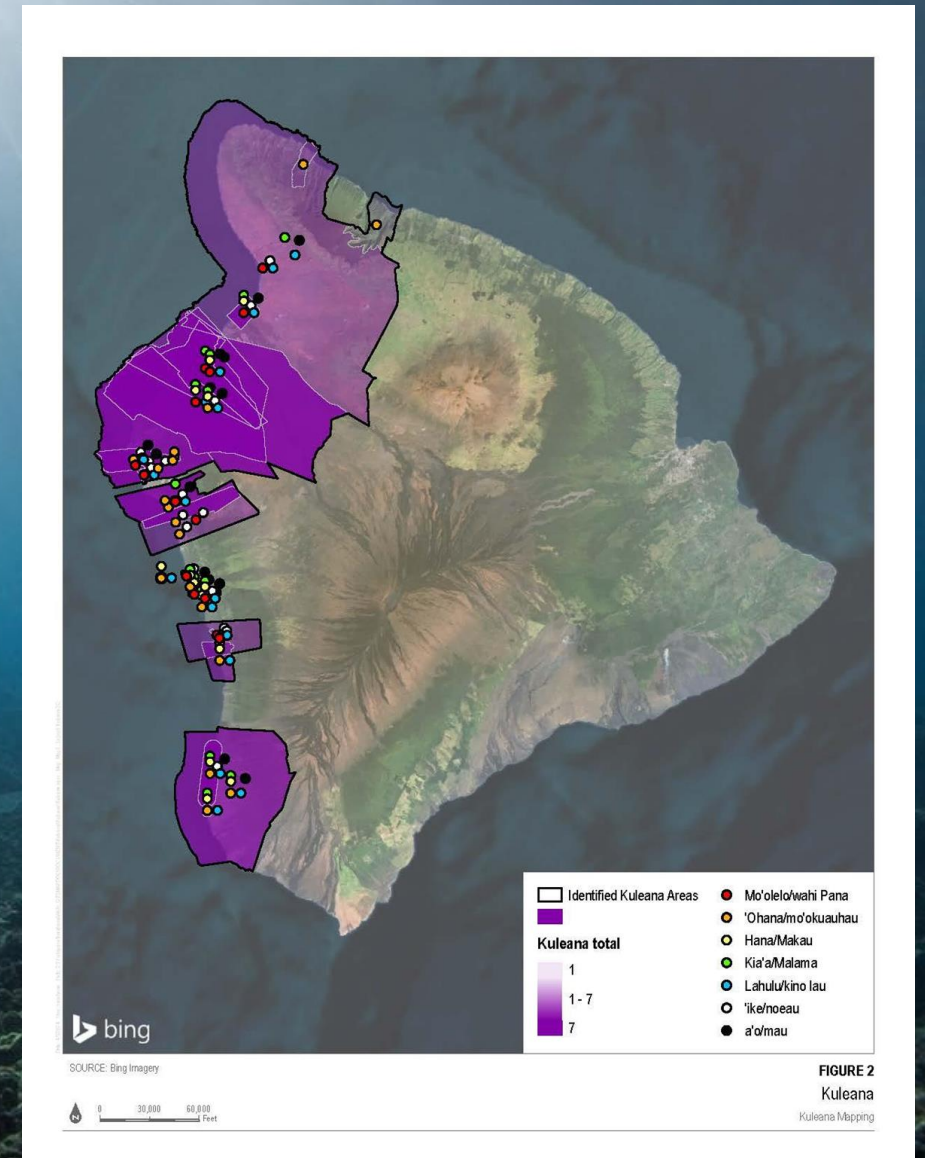 Identified Kuleana Areas
Kuleana total
1
1 - 7
7
Mo'olelo/wahi Pana
'Ohana/mo'okuauhau
Hana/Makau
Kia'a/Malama
Lahulu/kino lau
'ike/noeau
a'o/mau
bing
SOURCE: Bing Imagery
N
0 30,000 60,000
Feet
FIGURE 2
Kuleana
Kuleana Mapping